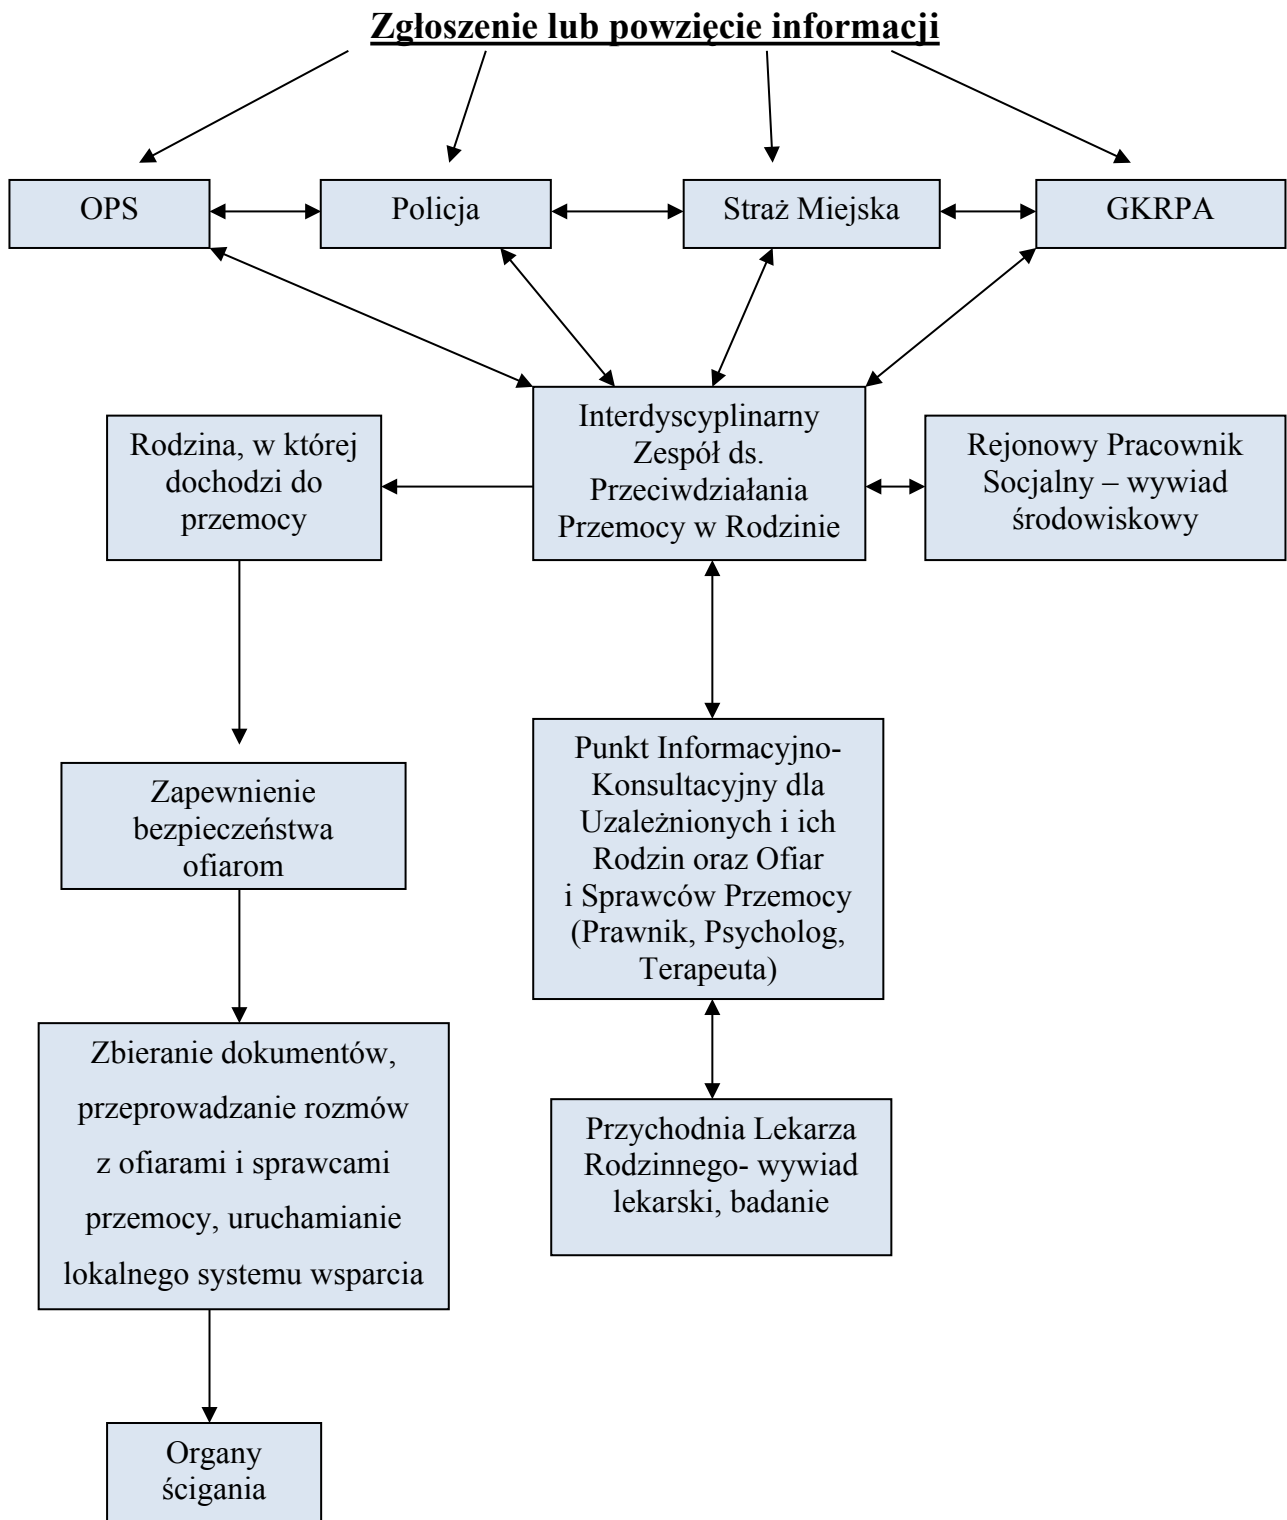 Zgłoszenie lub powzięcie informacji
OPS
Policja
Straż Miejska
GKRPA
Rodzina, w której
dochodzi do
przemocy
Interdyscyplinarny
Zespół ds.
Przeciwdziałania
Przemocy w Rodzinie
Rejonowy Pracownik
Socjalny – wywiad
środowiskowy
Zapewnienie
bezpieczeństwa
ofiarom
Punkt Informacyjno-
Konsultacyjny dla
Uzależnionych i ich
Rodzin oraz Ofiar
i Sprawców Przemocy
(Prawnik, Psycholog,
Terapeuta)
Zbieranie dokumentów,
przeprowadzanie rozmów
z ofiarami i sprawcami
przemocy, uruchamianie
lokalnego systemu wsparcia
Przychodnia Lekarza
Rodzinnego- wywiad
lekarski, badanie
Organy
ścigania